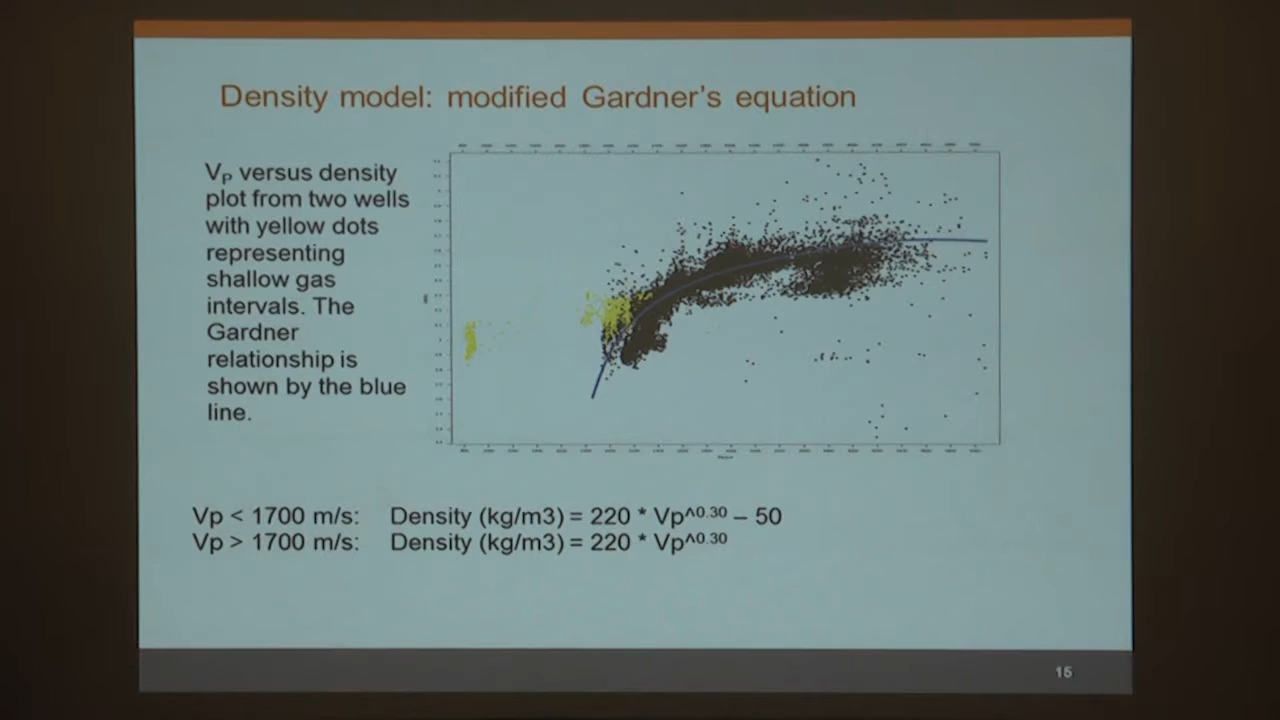 Density model: modified Gardner's equation
VP versus density
plot from two wells
with yellow dots
representing
shallow gas
intervals. The
Gardner
relationship is
shown by the blue
line.
Vp < 1700 m/s: Density (kg/m3) = 220 * Vp^0.30 – 50
Vp > 1700 m/s: Density (kg/m3) = 220 * Vp^0.30
15